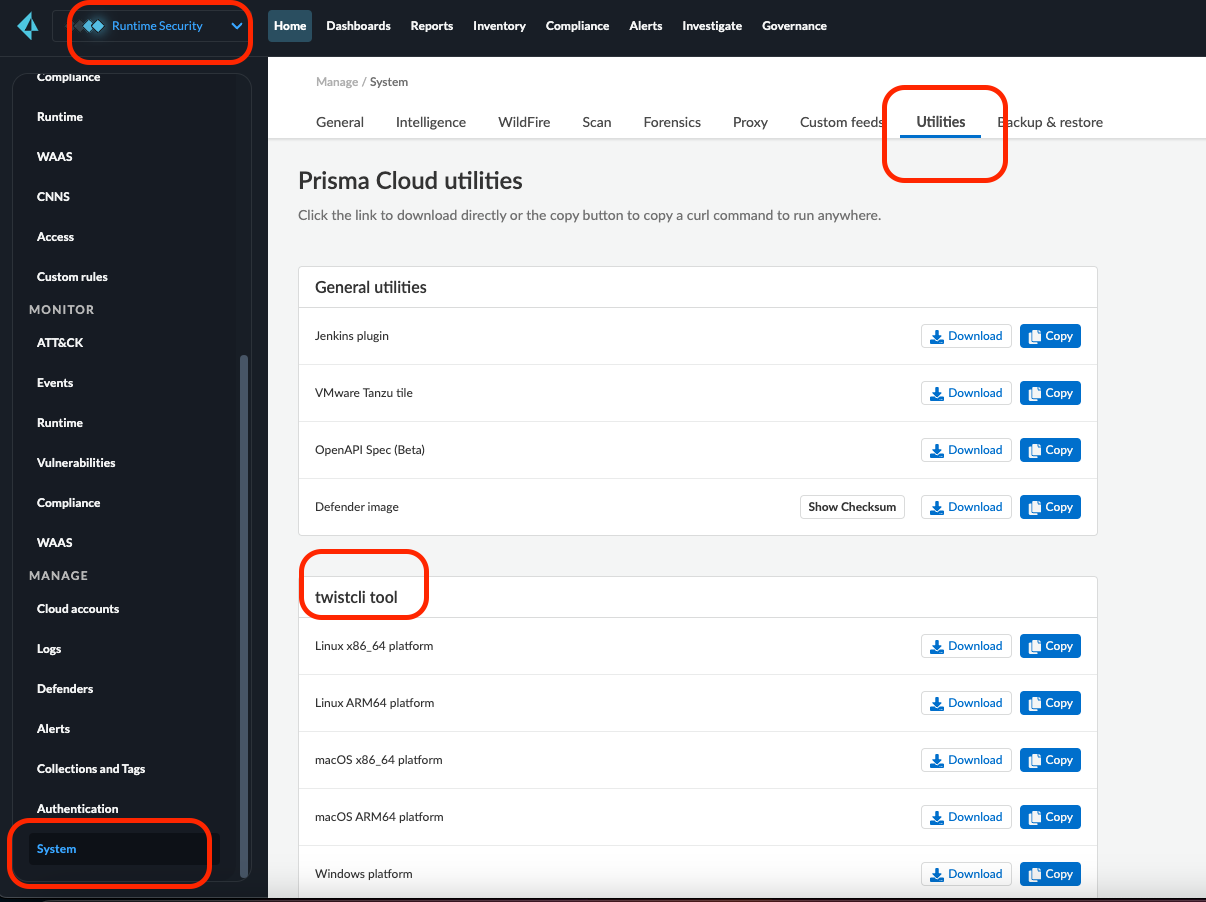 Runtime Security
Home Dashboards Reports Inventory Compliance Alerts Investigate Governance
Compliance
Runtime
WAAS
CNNS
Access
Custom rules
MONITOR
ATT&CK
Events
Runtime
Vulnerabilities
Compliance
WAAS
MANAGE
Cloud accounts
Logs
Defenders
Alerts
Collections and Tags
Authentication
System
Manage / System
General Intelligence WildFire Scan Forensics Proxy Custom feeds Utilities Backup & restore
Prisma Cloud utilities
Click the link to download directly or the copy button to copy a curl command to run anywhere.
General utilities
Jenkins plugin Download Copy
VMware Tanzu tile Download Copy
OpenAPI Spec (Beta) Download Copy
Defender image Show Checksum Download Copy
twistcli tool
Linux x86_64 platform Download Copy
Linux ARM64 platform Download Copy
macOS x86_64 platform Download Copy
macOS ARM64 platform Download Copy
Windows platform Download Copy